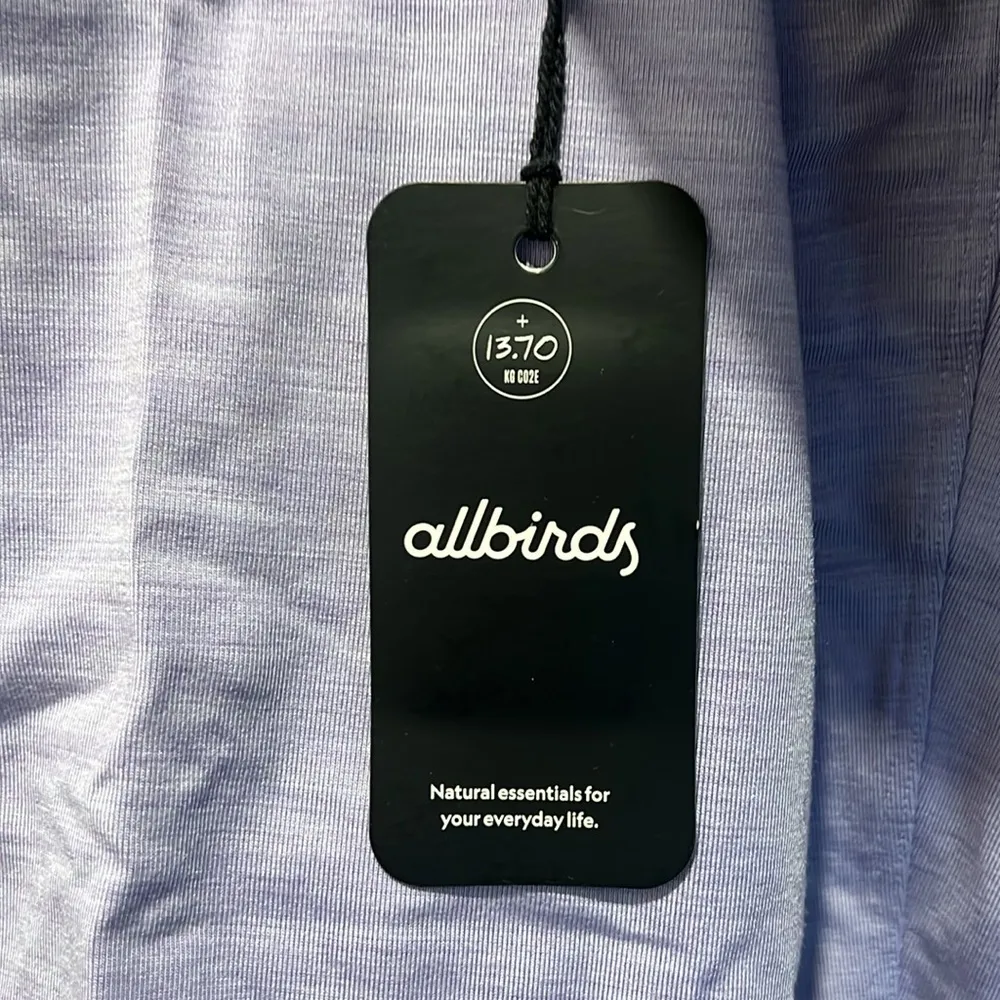 +
13.70
KG CO2E
allbirds
Natural essentials for
your everyday life.